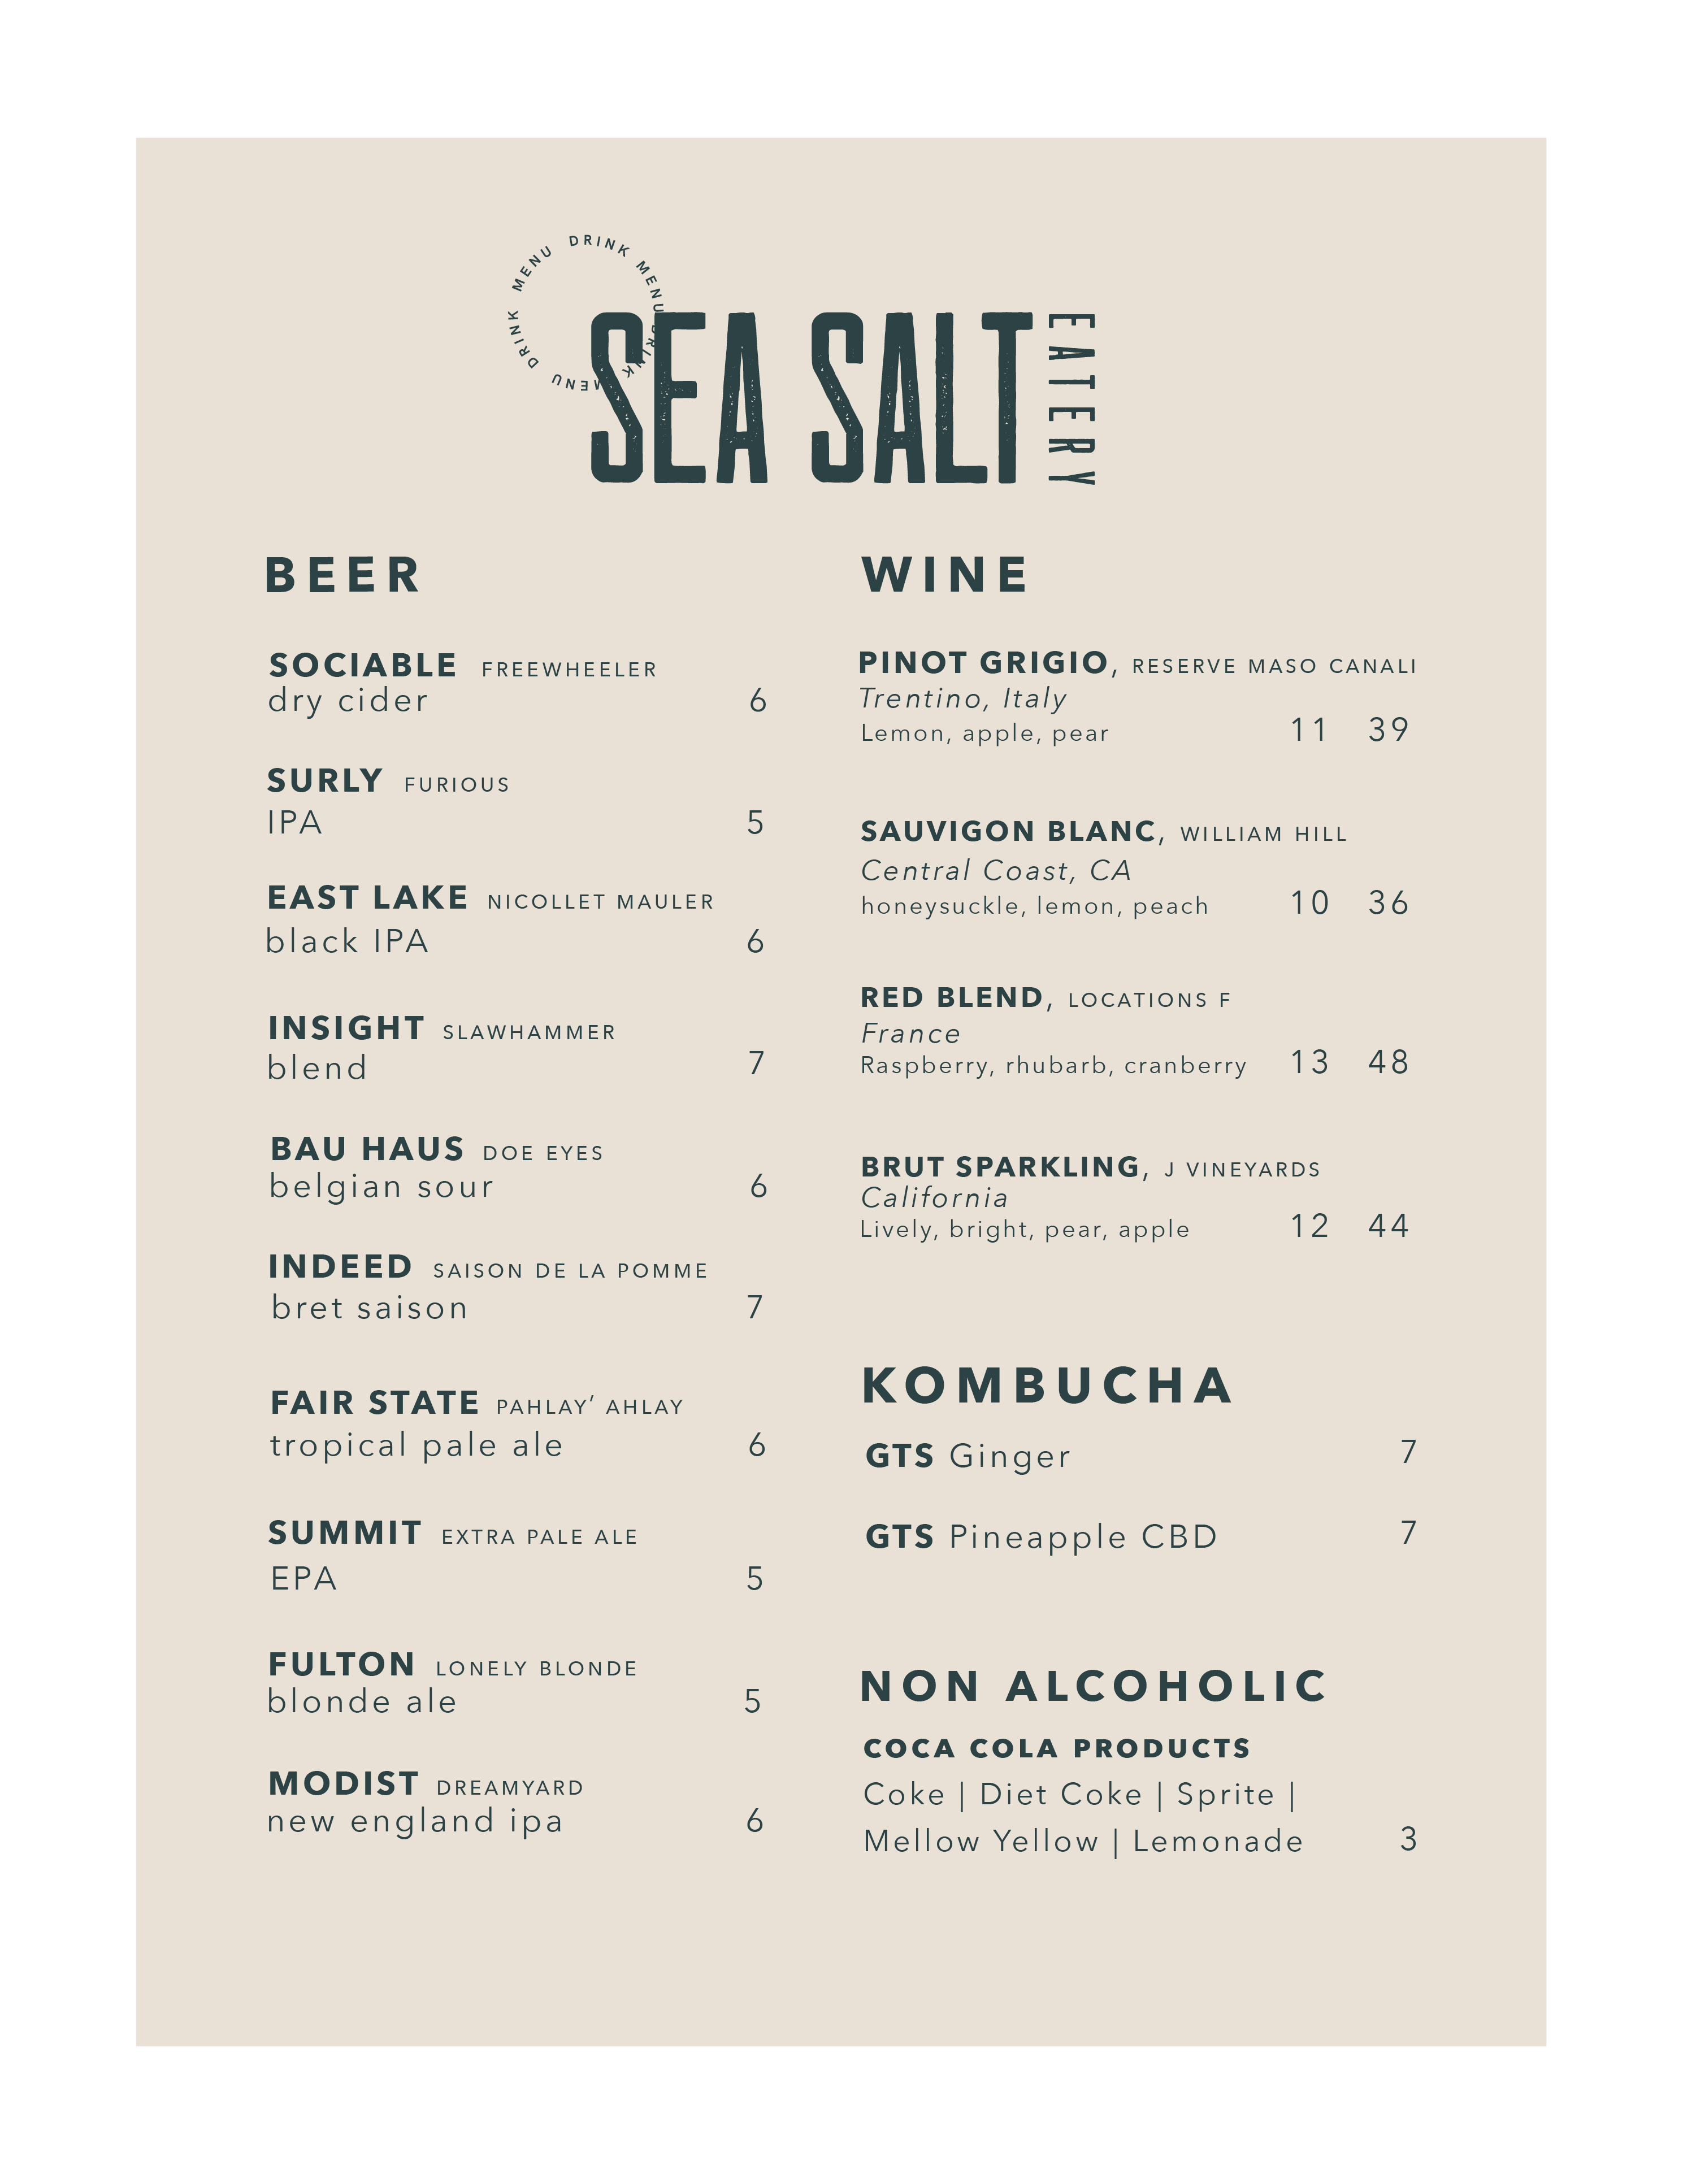 DRINK MENU DRINK MENU DRINK MENU
SEA SALT
EATERY
BEER
SOCIABLE FREEWHEELER
dry cider 6
SURLY FURIOUS
IPA 5
EAST LAKE NICOLLET MAULER
black IPA 6
INSIGHT SLAWHAMMER
blend 7
BAU HAUS DOE EYES
belgian sour 6
INDEED SAISON DE LA POMME
bret saison 7
FAIR STATE PAHLAY’ AHLAY
tropical pale ale 6
SUMMIT EXTRA PALE ALE
EPA 5
FULTON LONELY BLONDE
blonde ale 5
MODIST DREAMYARD
new england ipa 6
WINE
PINOT GRIGIO, RESERVE MASO CANALI
Trentino, Italy
Lemon, apple, pear 11 39
SAUVIGON BLANC, WILLIAM HILL
Central Coast, CA
honeysuckle, lemon, peach 10 36
RED BLEND, LOCATIONS F
France
Raspberry, rhubarb, cranberry 13 48
BRUT SPARKLING, J VINEYARDS
California
Lively, bright, pear, apple 12 44
KOMBUCHA
GTS Ginger 7
GTS Pineapple CBD 7
NON ALCOHOLIC
COCA COLA PRODUCTS
Coke | Diet Coke | Sprite |
Mellow Yellow | Lemonade 3